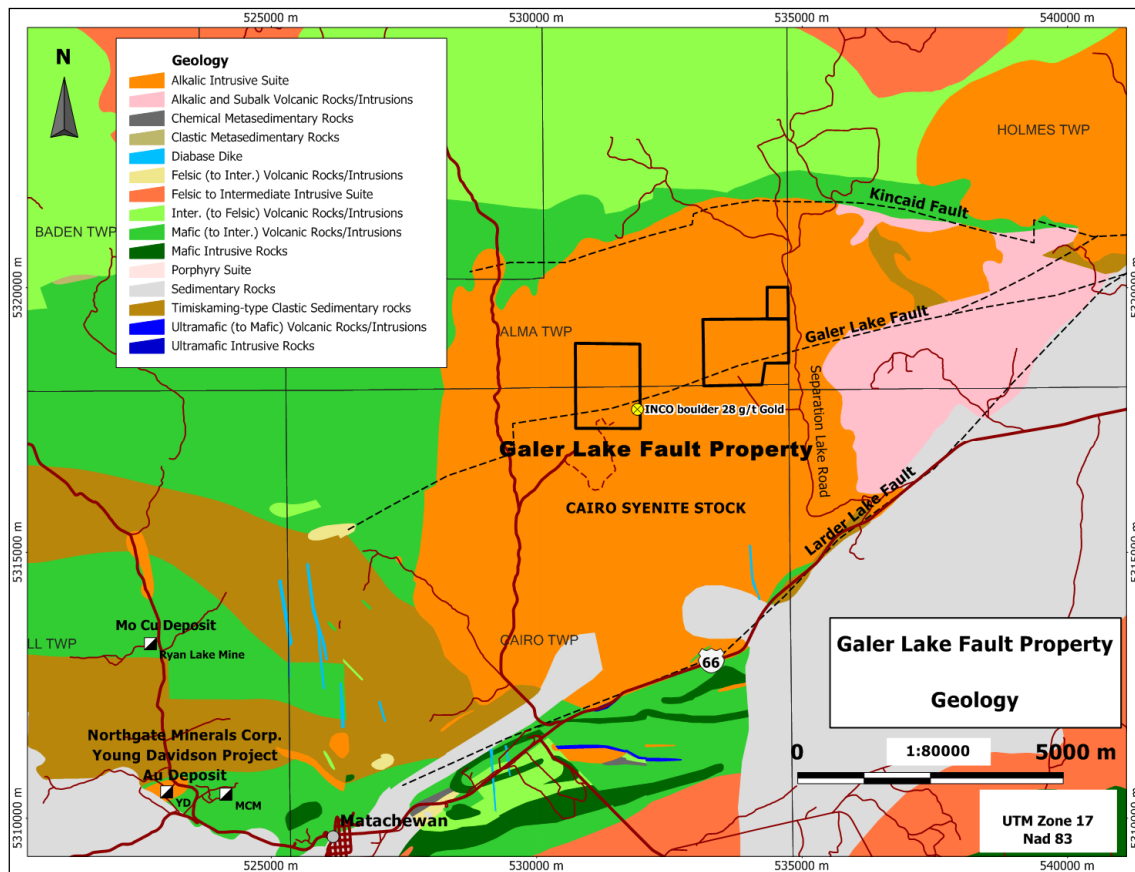 525000 m
530000 m
535000 m
540000 m
N
Geology
Alkalic Intrusive Suite
Alkalic and Subalk Volcanic Rocks/Intrusions
Chemical Metasedimentary Rocks
Clastic Metasedimentary Rocks
Diabase Dike
Felsic (to Inter.) Volcanic Rocks/Intrusions
Felsic to Intermediate Intrusive Suite
Inter. (to Felsic) Volcanic Rocks/Intrusions
Mafic (to Inter.) Volcanic Rocks/Intrusions
Mafic Intrusive Rocks
Porphyry Suite
Sedimentary Rocks
Timiskaming-type Clastic Sedimentary rocks
Ultramafic (to Mafic) Volcanic Rocks/Intrusions
Ultramafic Intrusive Rocks
HOLMES TWP
Kincaid Fault
BADEN TWP
5320000 m
5320000 m
ALMA TWP
Galer Lake Fault
INCO boulder 28 g/t Gold
Separation Lake Road
Galer Lake Fault Property
CAIRO SYENITE STOCK
Larder Lake Fault
5315000 m
5315000 m
Mo Cu Deposit
LL TWP
Ryan Lake Mine
CAIRO TWP
66
Galer Lake Fault Property
Geology
Northgate Minerals Corp.
Young Davidson Project
Au Deposit
YD
MCM
0
1:80000
5000 m
Matachewan
UTM Zone 17
Nad 83
5310000 m
5310000 m
525000 m
530000 m
535000 m
540000 m